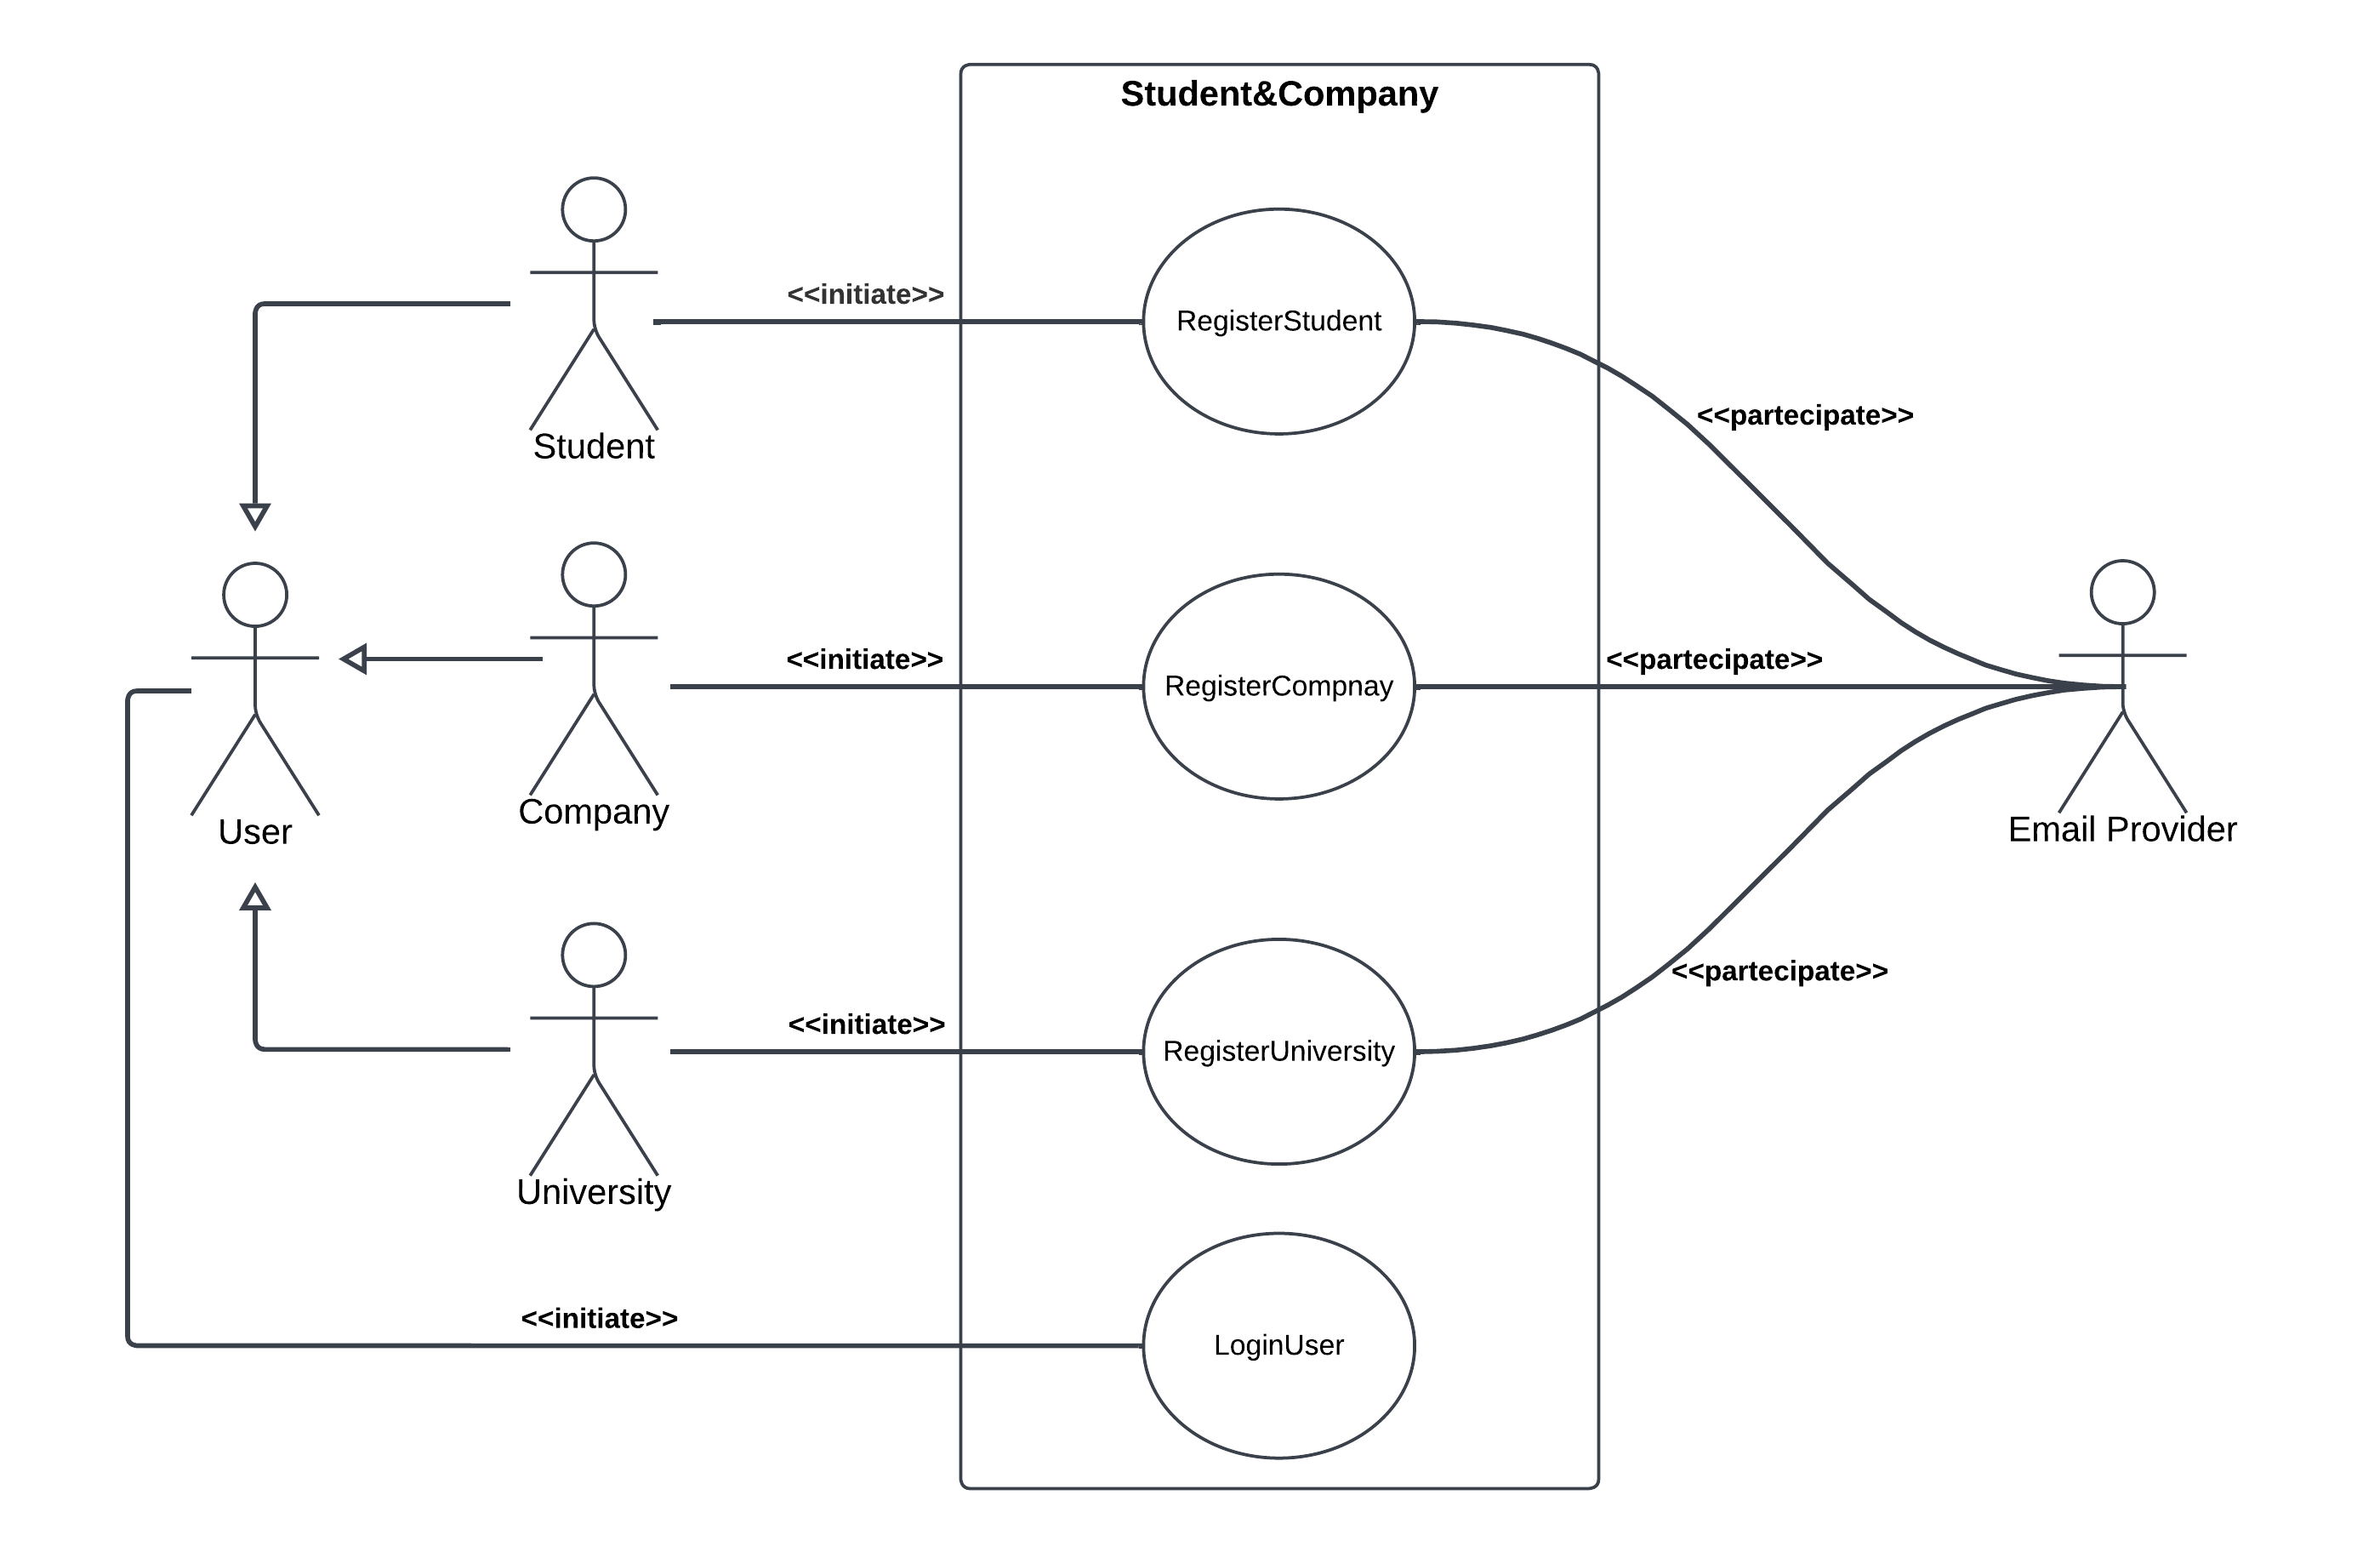 Student&Company
<<initiate>>
RegisterStudent
<<partecipate>>
Student
<<initiate>>
RegisterCompnay
<<partecipate>>
Company
User
Email Provider
<<partecipate>>
<<initiate>>
RegisterUniversity
University
<<initiate>>
LoginUser